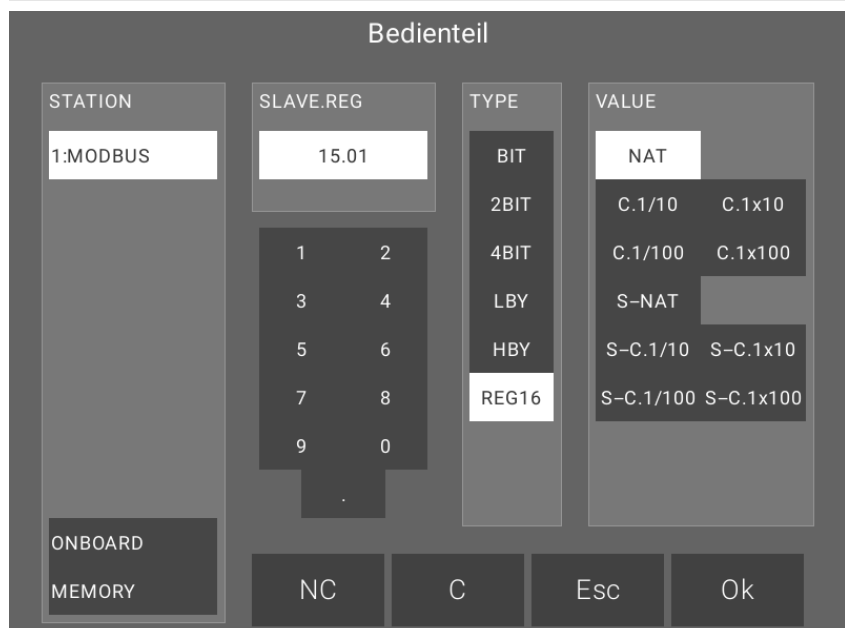 Bedienteil
STATION
1:MODBUS
ONBOARD
MEMORY
SLAVE.REG
15.01
1 2
3 4
5 6
7 8
9 0
.
TYPE
BIT
2BIT
4BIT
LBY
HBY
REG16
VALUE
NAT
C.1/10 C.1x10
C.1/100 C.1x100
S-NAT
S-C.1/10 S-C.1x10
S-C.1/100 S-C.1x100
NC C Esc Ok